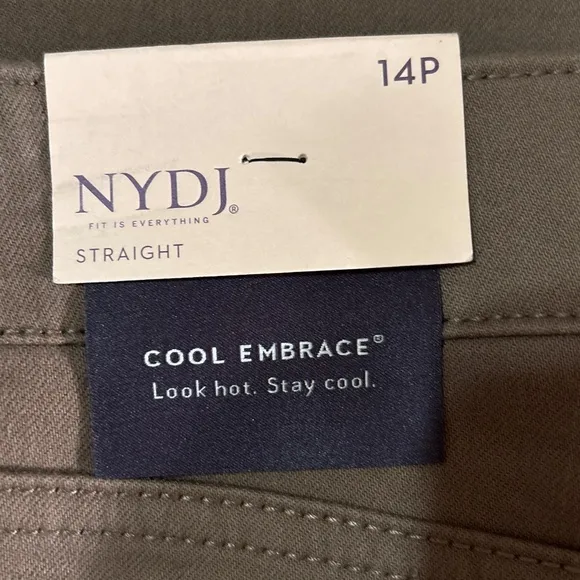 14P
NYDJ®
FIT IS EVERYTHING
STRAIGHT
COOL EMBRACE®
Look hot. Stay cool.